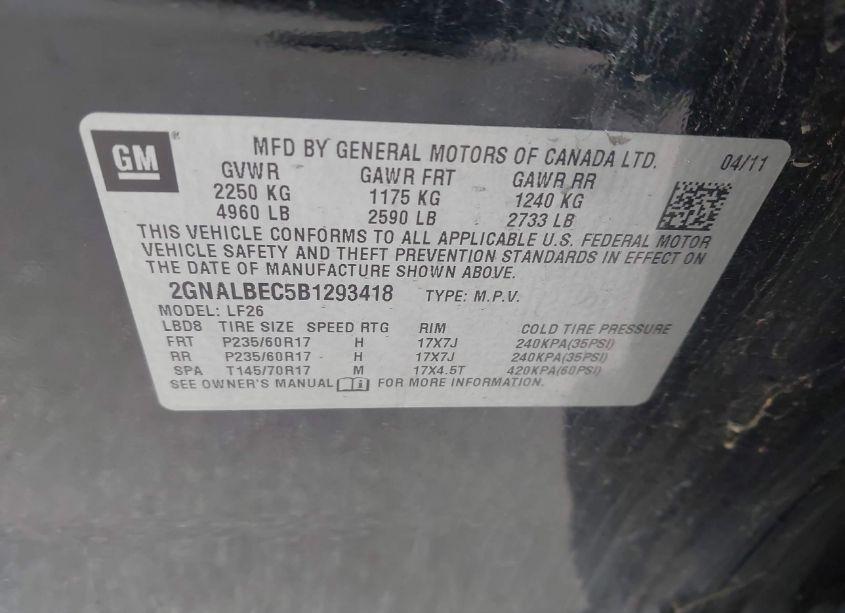 GM®
MFD BY GENERAL MOTORS OF CANADA LTD. 04/11
GVWR GAWR FRT GAWR RR
2250 KG 1175 KG 1240 KG
4960 LB 2590 LB 2733 LB
THIS VEHICLE CONFORMS TO ALL APPLICABLE U.S. FEDERAL MOTOR
VEHICLE SAFETY AND THEFT PREVENTION STANDARDS IN EFFECT ON
THE DATE OF MANUFACTURE SHOWN ABOVE.
2GNALBEC5B1293418 TYPE: M.P.V.
MODEL: LF26
LBD8 TIRE SIZE SPEED RTG RIM COLD TIRE PRESSURE
FRT P235/60R17 H 17X7J 240KPA(35PSI)
RR P235/60R17 H 17X7J 240KPA(35PSI)
SPA T145/70R17 M 17X4.5T 420KPA(60PSI)
SEE OWNER'S MANUAL FOR MORE INFORMATION.